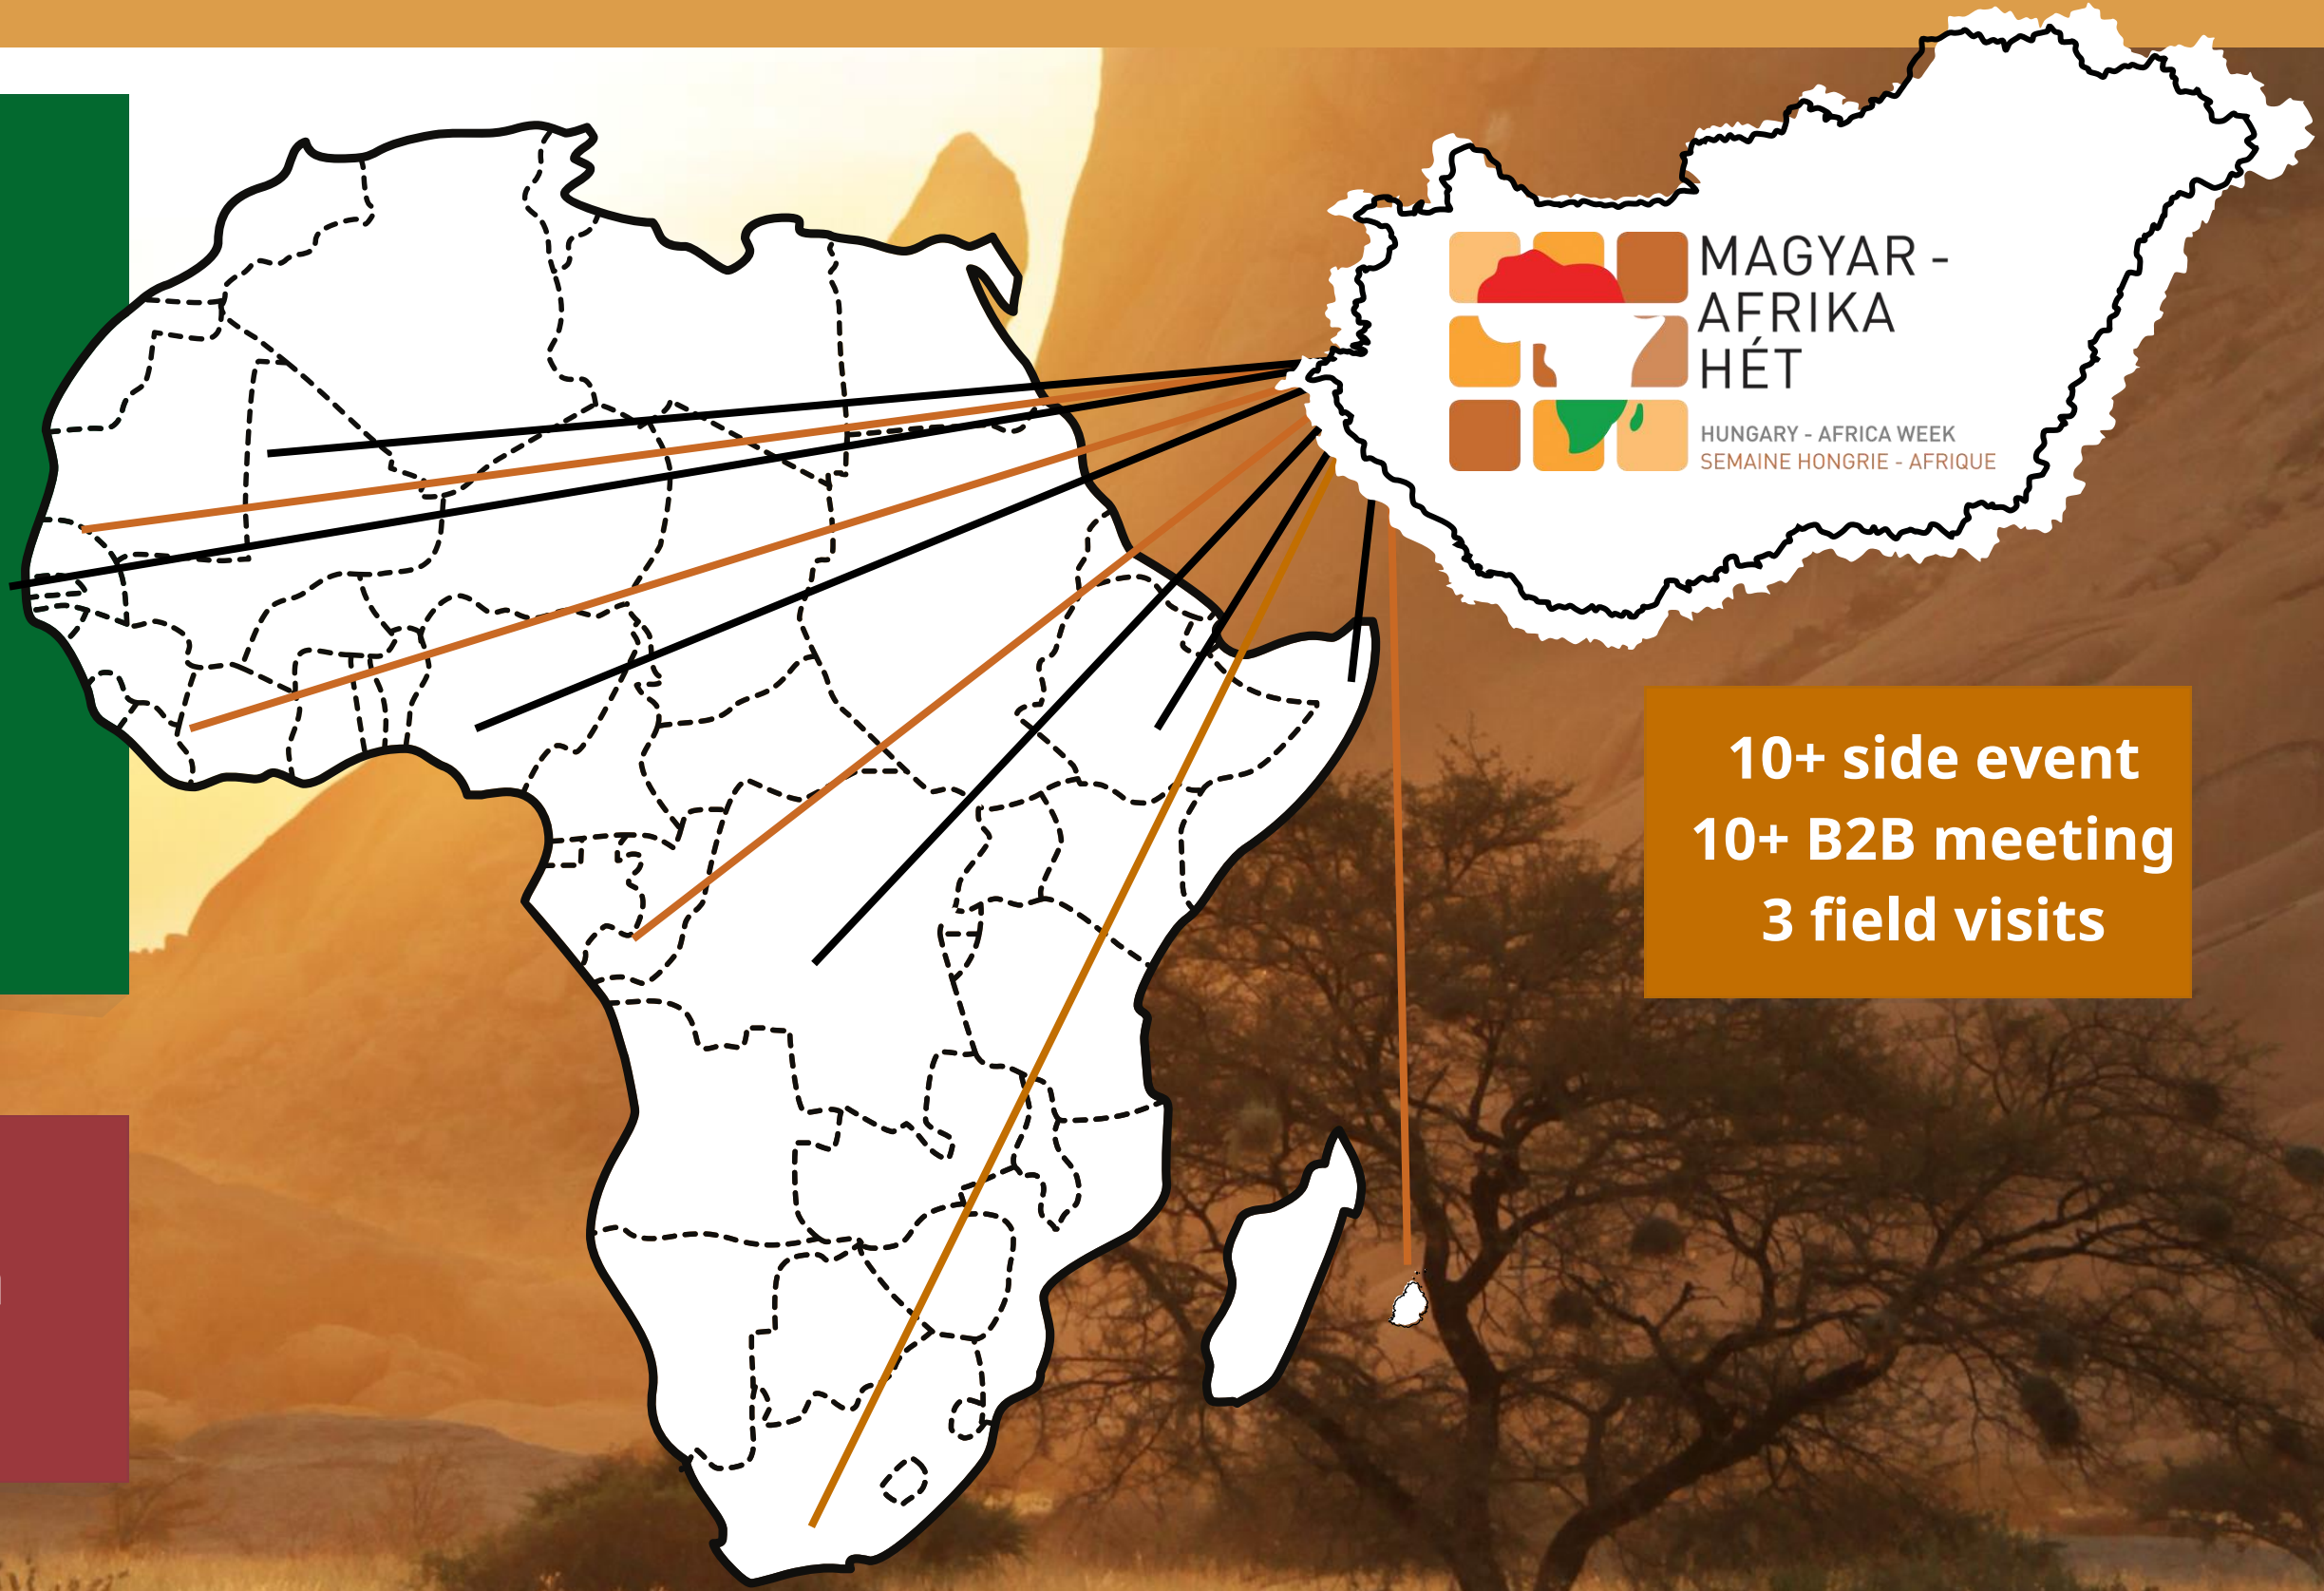 MAGYAR -
AFRIKA
HÉT
HUNGARY - AFRICA WEEK
SEMAINE HONGRIE - AFRIQUE
10+ side event
10+ B2B meeting
3 field visits